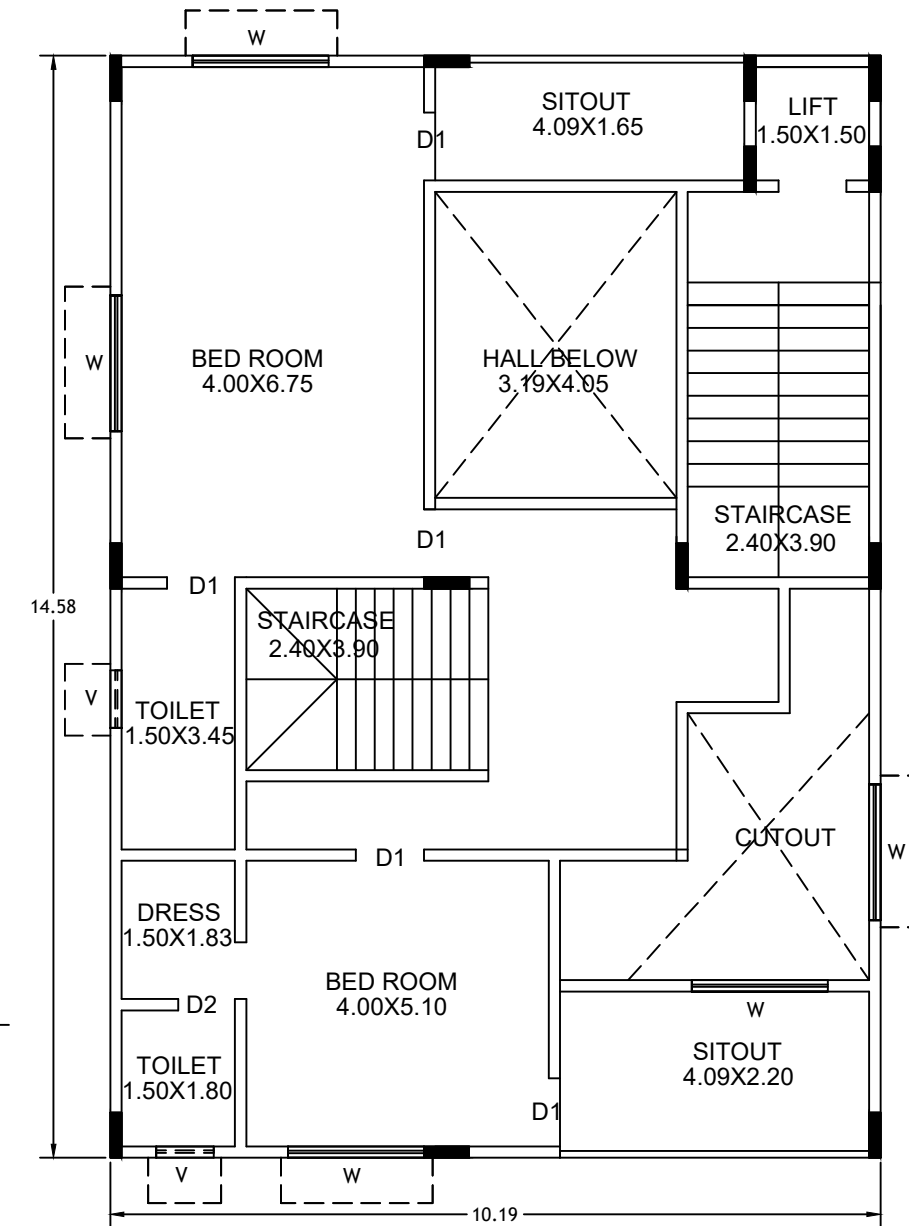 W
SITOUT
4.09X1.65
LIFT
1.50X1.50
D1
W
BED ROOM
4.00X6.75
HALL BELOW
3.19X4.05
STAIRCASE
2.40X3.90
D1
D1
14.58
STAIRCASE
2.40X3.90
V
TOILET
1.50X3.45
CUTOUT
W
D1
DRESS
1.50X1.83
BED ROOM
4.00X5.10
D2
W
SITOUT
4.09X2.20
TOILET
1.50X1.80
D1
V
W
10.19